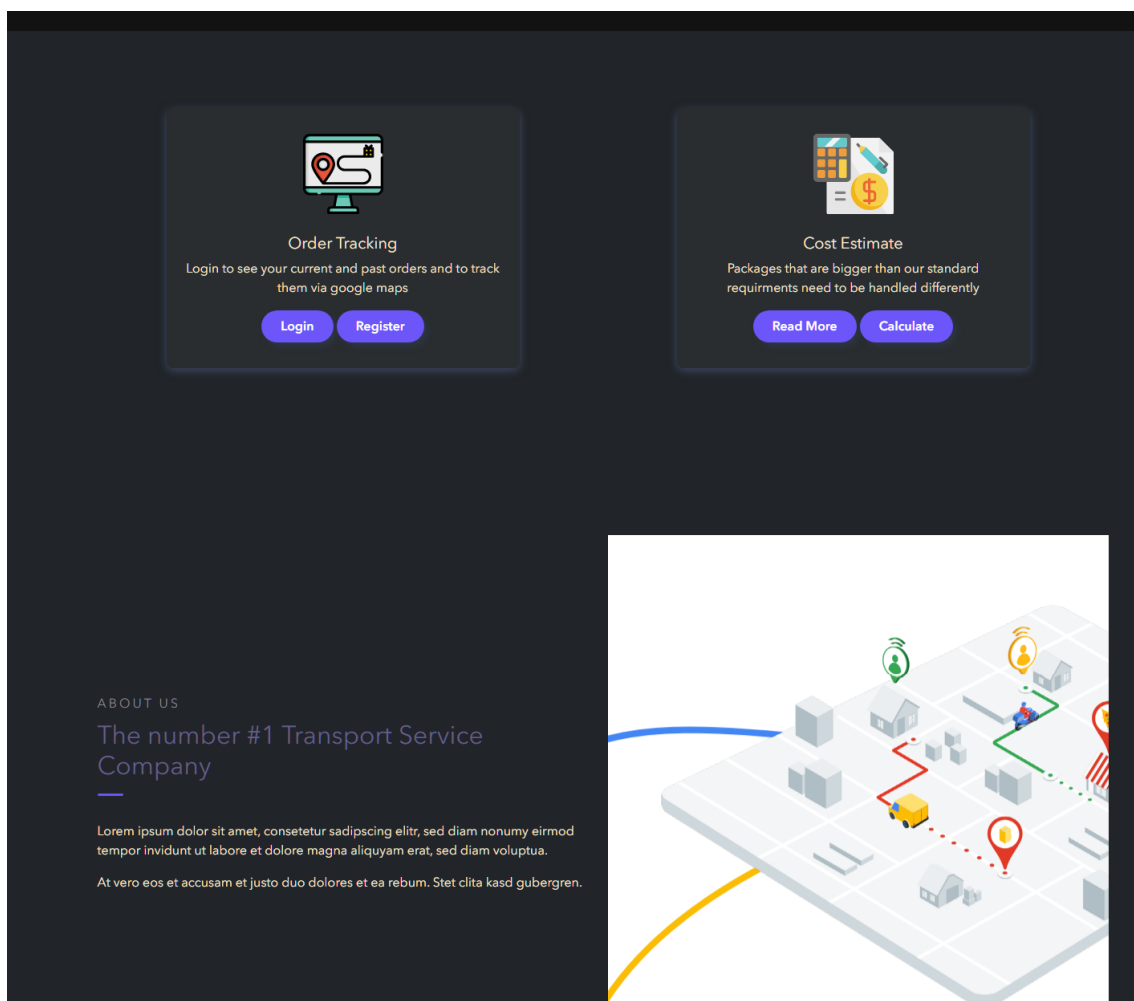 Order Tracking
Login to see your current and past orders and to track
them via google maps
Login Register
Cost Estimate
Packages that are bigger than our standard
requirments need to be handled differently
Read More Calculate
ABOUT US
The number #1 Transport Service
Company
Lorem ipsum dolor sit amet, consetetur sadipscing elitr, sed diam nonumy eirmod
tempor invidunt ut labore et dolore magna aliquyam erat, sed diam voluptua.
At vero eos et accusam et justo duo dolores et ea rebum. Stet clita kasd gubergren.